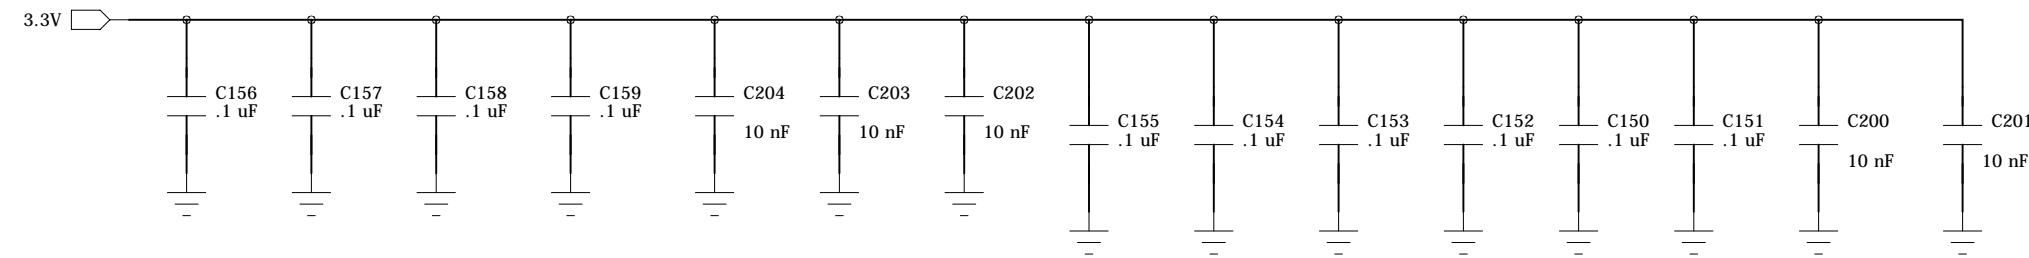 3.3V
C156
.1 uF
C157
.1 uF
C158
.1 uF
C159
.1 uF
C204
10 nF
C203
10 nF
C202
10 nF
C155
.1 uF
C154
.1 uF
C153
.1 uF
C152
.1 uF
C150
.1 uF
C151
.1 uF
C200
10 nF
C201
10 nF